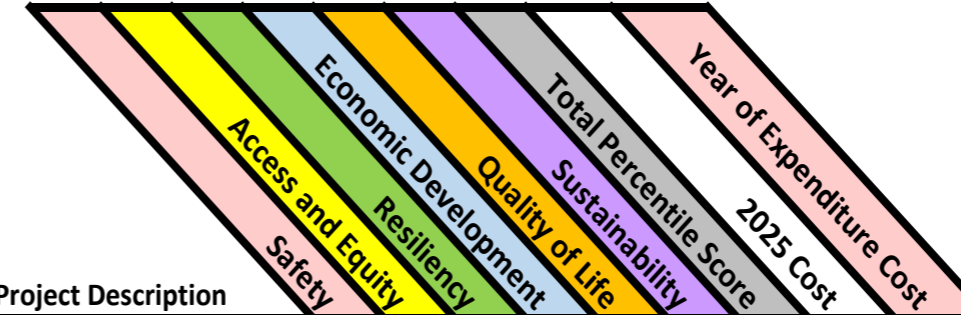 Project Description
Safety
Access and Equity
Resiliency
Economic Development
Quality of Life
Sustainability
Total Percentile Score
2025 Cost
Year of Expenditure Cost